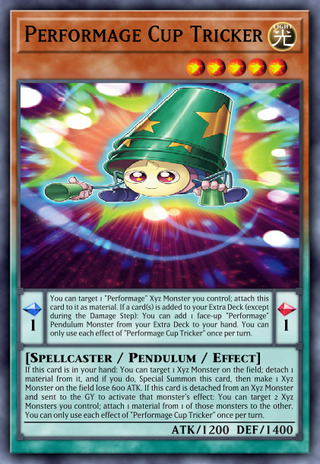 Performage Cup Tricker
LIGHT
光
You can target 1 "Performage" Xyz Monster you control; attach this
card to it as material. If a card(s) is added to your Extra Deck (except
during the Damage Step): You can add 1 face-up "Performage"
Pendulum Monster from your Extra Deck to your hand. You can
only use each effect of "Performage Cup Tricker" once per turn.
1
1
[Spellcaster / Pendulum / Effect]
If this card is in your hand: You can target 1 Xyz Monster on the field; detach 1
material from it, and if you do, Special Summon this card, then make 1 Xyz
Monster on the field lose 600 ATK. If this card is detached from an Xyz Monster
and sent to the GY to activate that monster's effect: You can target 2 Xyz
Monsters you control; attach 1 material from 1 of those monsters to the other.
You can only use each effect of "Performage Cup Tricker" once per turn.
ATK/1200 DEF/1400